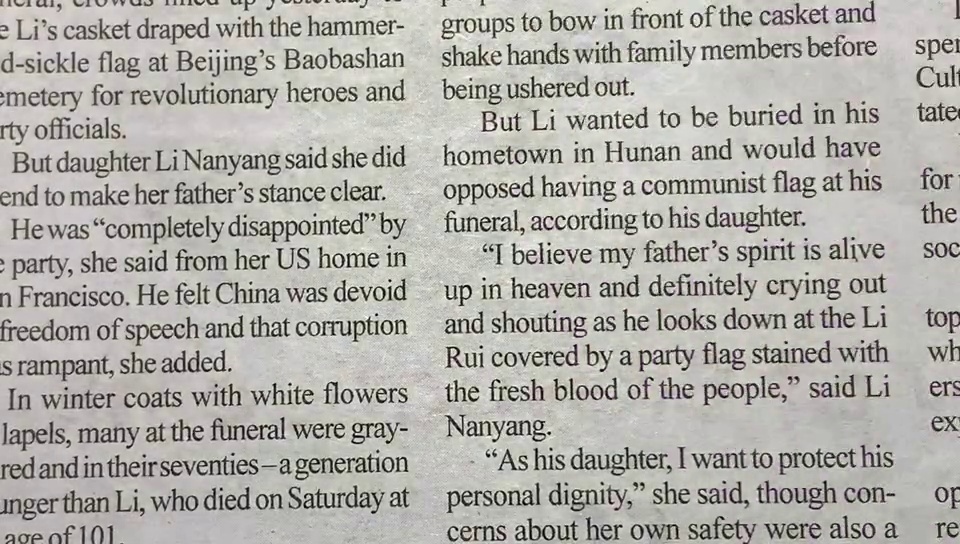 e Li's casket draped with the hammer-
d-sickle flag at Beijing's Baobashan
emetery for revolutionary heroes and
rty officials.
But daughter Li Nanyang said she did
end to make her father's stance clear.
He was “completely disappointed” by
e party, she said from her US home in
n Francisco. He felt China was devoid
freedom of speech and that corruption
s rampant, she added.
In winter coats with white flowers
lapels, many at the funeral were gray-
red and in their seventies – a generation
unger than Li, who died on Saturday at
age of 101.
groups to bow in front of the casket and
shake hands with family members before
being ushered out.
But Li wanted to be buried in his
hometown in Hunan and would have
opposed having a communist flag at his
funeral, according to his daughter.
“I believe my father's spirit is alive
up in heaven and definitely crying out
and shouting as he looks down at the Li
Rui covered by a party flag stained with
the fresh blood of the people,” said Li
Nanyang.
“As his daughter, I want to protect his
personal dignity,” she said, though con-
cerns about her own safety were also a
spen
Cult
tate
for
the
soc
top
wh
ers
ex
op
re